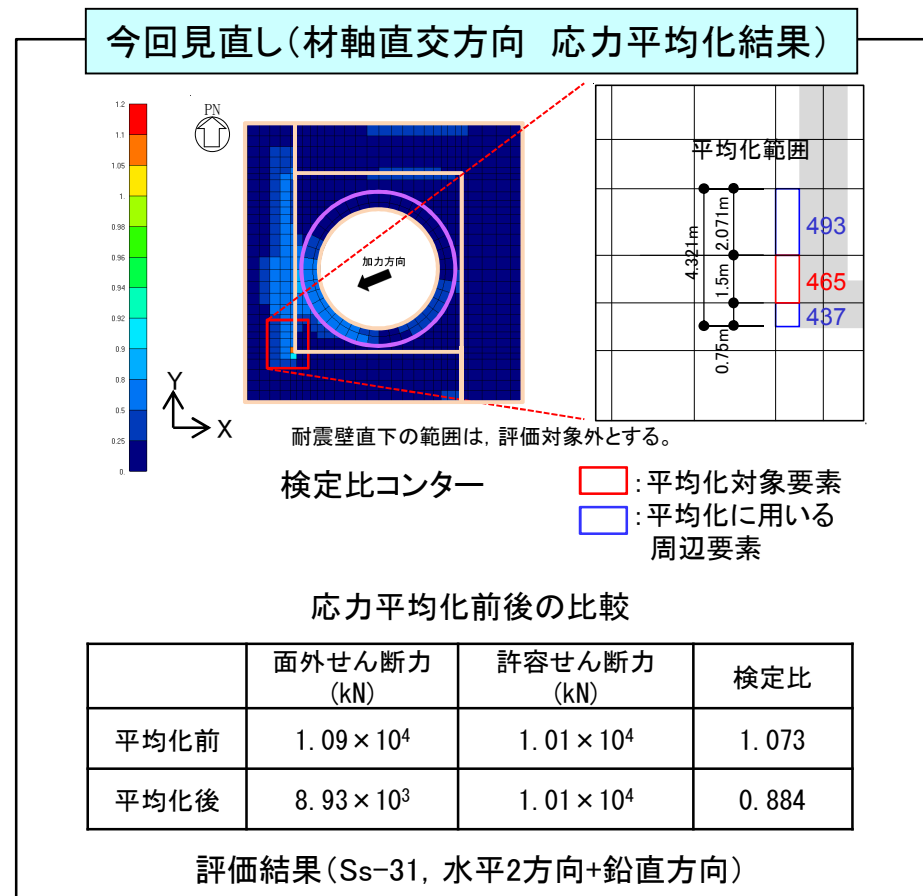 今回見直し(材軸直交方向 応力平均化結果)
PN
1.2
1.1
1.05
1.
0.98
0.96
0.94
0.92
0.9
0.8
0.5
0.25
0.
加力方向
Y
X
平均化範囲
4.321m
2.071m
1.5m
0.75m
493
465
437
耐震壁直下の範囲は,評価対象外とする。
検定比コンター
:平均化対象要素
:平均化に用いる
周辺要素
応力平均化前後の比較
面外せん断力 許容せん断力 検定比
(kN) (kN)
平均化前 1.09×10⁴ 1.01×10⁴ 1.073
平均化後 8.93×10³ 1.01×10⁴ 0.884
評価結果(Ss-31, 水平2方向+鉛直方向)